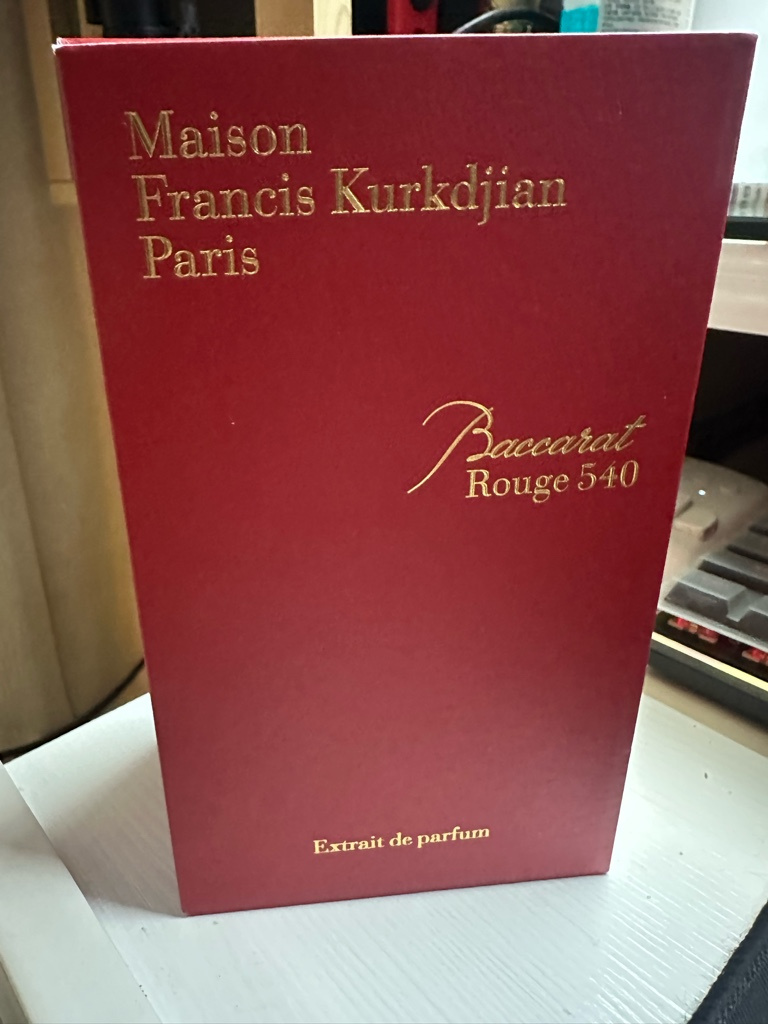 Maison
Francis Kurkdjian
Paris
Baccarat
Rouge 540
Extrait de parfum